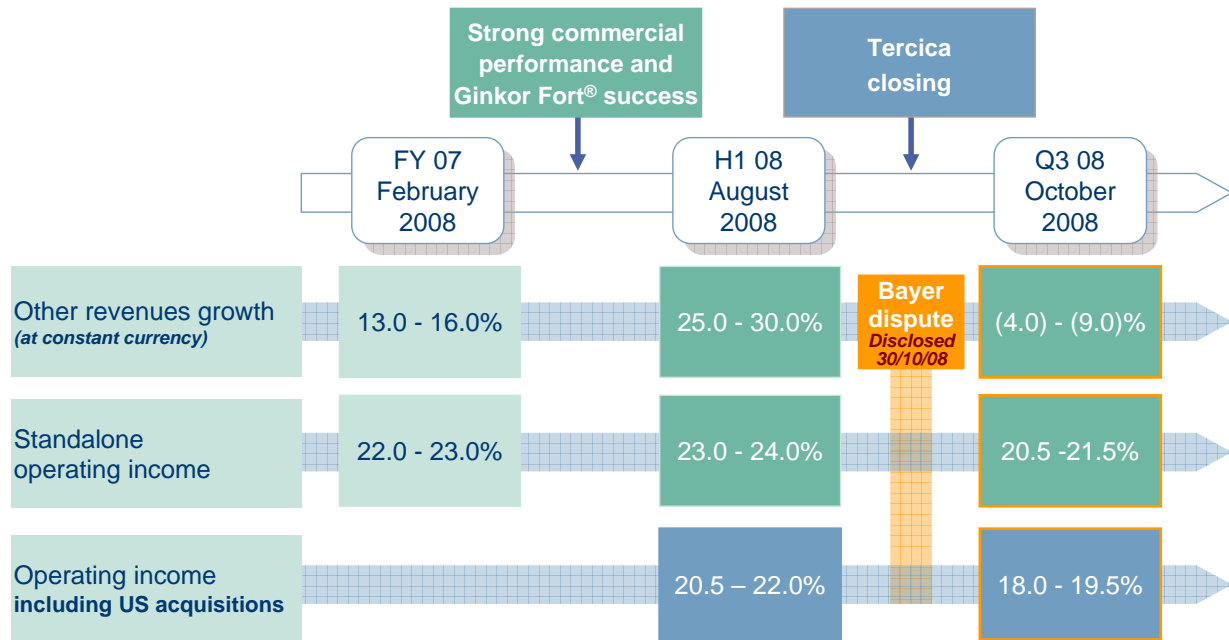 Strong commercial
performance and
Ginkor Fort® success
Tercica
closing
FY 07
February
2008
H1 08
August
2008
Q3 08
October
2008
Other revenues growth
(at constant currency)
13.0 - 16.0%
25.0 - 30.0%
Bayer
dispute
Disclosed
30/10/08
(4.0) - (9.0)%
Standalone
operating income
22.0 - 23.0%
23.0 - 24.0%
20.5 -21.5%
Operating income
including US acquisitions
20.5 – 22.0%
18.0 - 19.5%